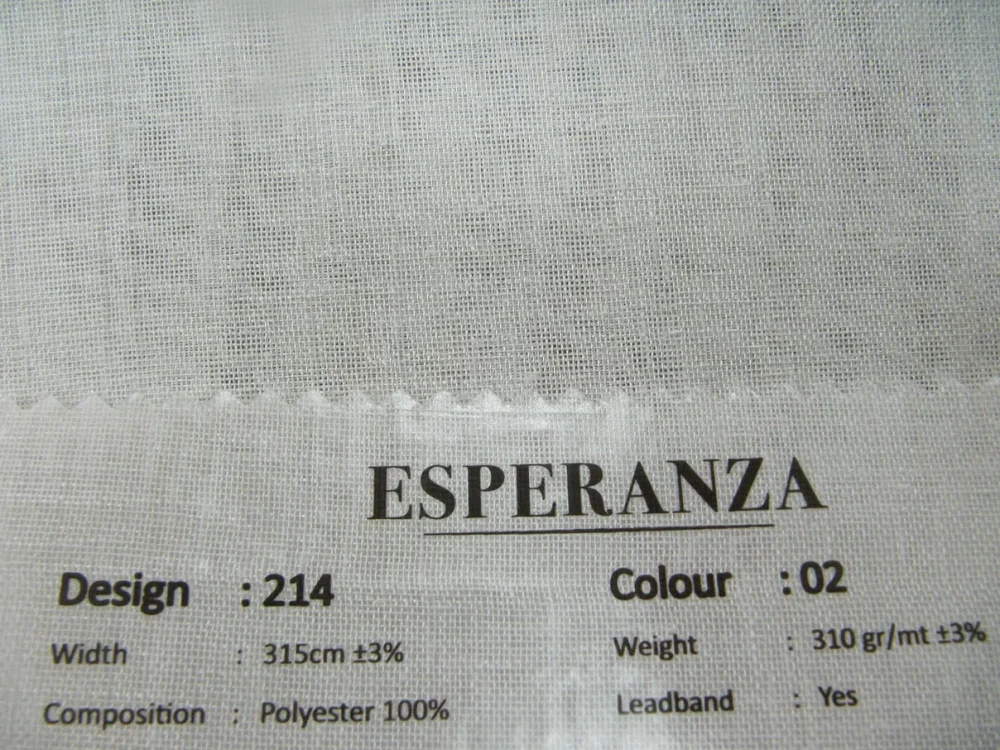 ESPERANZA
Design : 214 Colour : 02
Width : 315cm ±3% Weight : 310 gr/mt ±3%
Composition : Polyester 100% Leadband : Yes